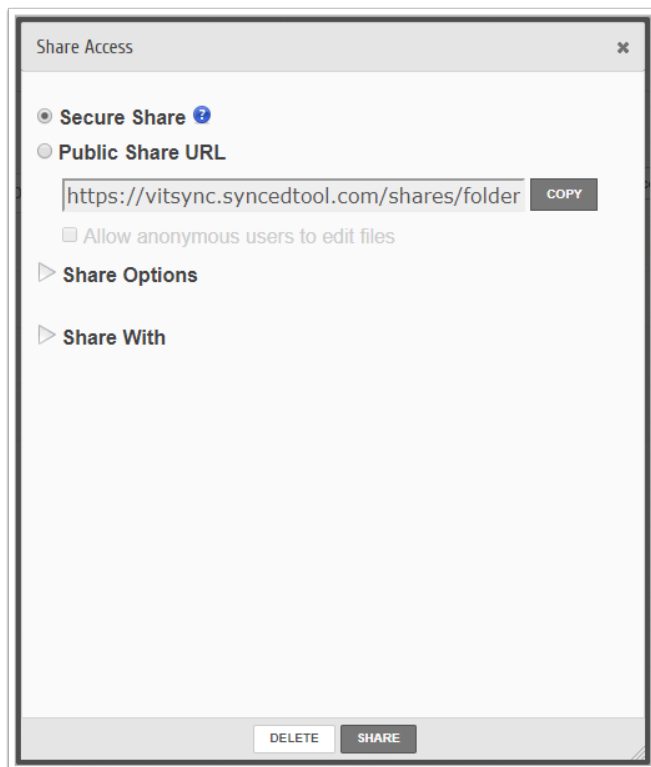 Share Access
Secure Share
Public Share URL
https://vitsync.syncedtool.com/shares/folder
COPY
Allow anonymous users to edit files
Share Options
Share With
DELETE
SHARE